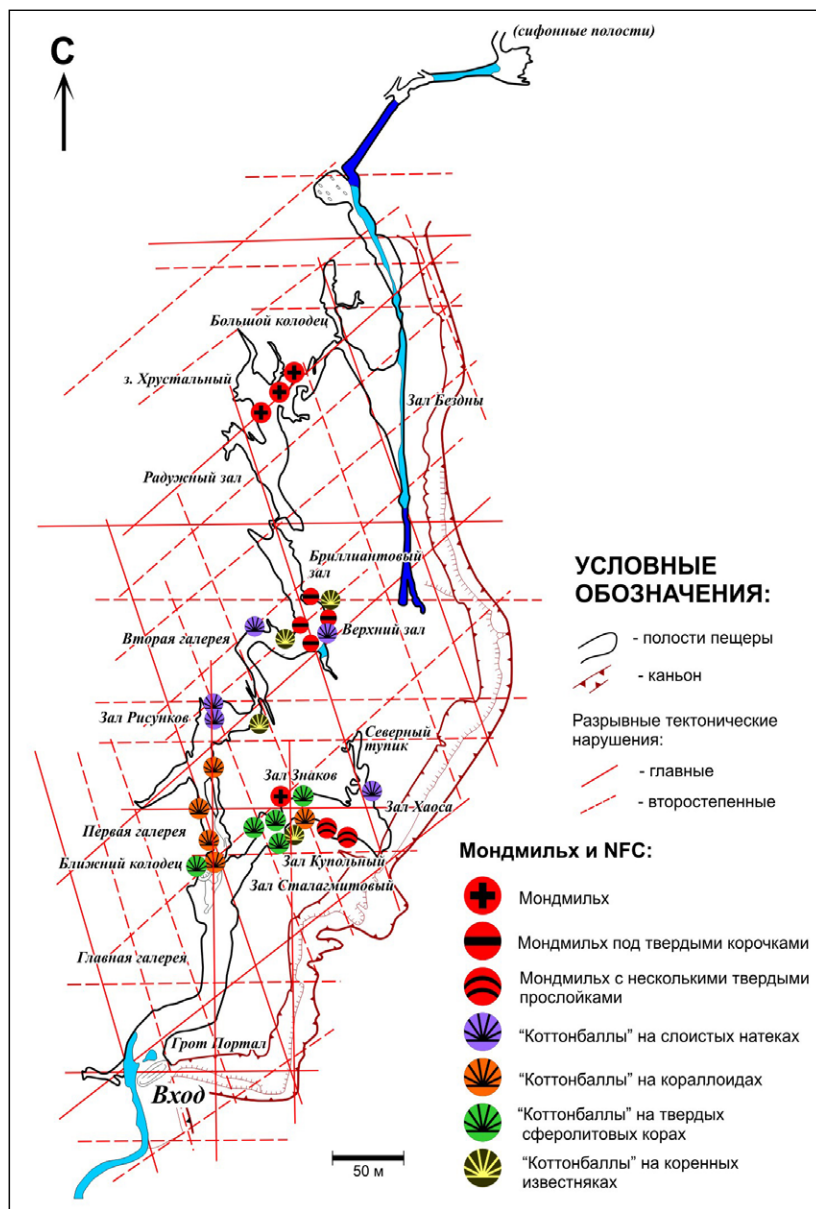 (сифонные полости)
С
Большой колодец
з. Хрустальный
Зал Бездны
Радужный зал
Бриллиантовый
зал
Вторая галерея
Верхний зал
Зал Рисунков
Северный
тупик
Зал Знаков
Зал Хаоса
Первая галерея
Ближний колодец
Зал Купольный
Зал Сталагмитовый
Главная галерея
Грот Портал
Вход
50 м
УСЛОВНЫЕ
ОБОЗНАЧЕНИЯ:
- полости пещеры
- каньон
Разрывные тектонические
нарушения:
- главные
- второстепенные
Мондмильх и NFC:
Мондмильх
Мондмильх под твердыми корочками
Мондмильх с несколькими твердыми
прослойками
“Коттонбаллы” на слоистых натеках
“Коттонбаллы” на кораллоидах
“Коттонбаллы” на твердых
сферолитовых корах
“Коттонбаллы” на коренных
известняках